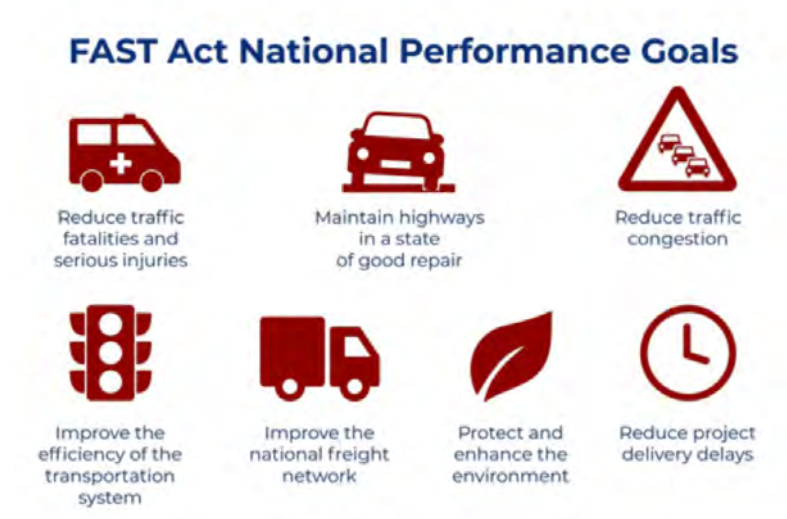 FAST Act National Performance Goals
Reduce traffic
fatalities and
serious injuries
Maintain highways
in a state
of good repair
Reduce traffic
congestion
Improve the
efficiency of the
transportation
system
Improve the
national freight
network
Protect and
enhance the
environment
Reduce project
delivery delays